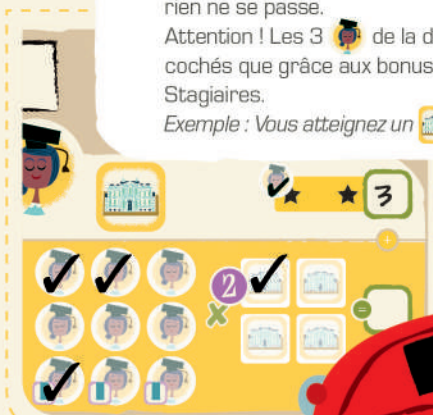 rien ne se passe.
Attention ! Les 3 de la d
cochés que grâce aux bonus
Stagiaires.
Exemple : Vous atteignez un
3
+
2
x
=